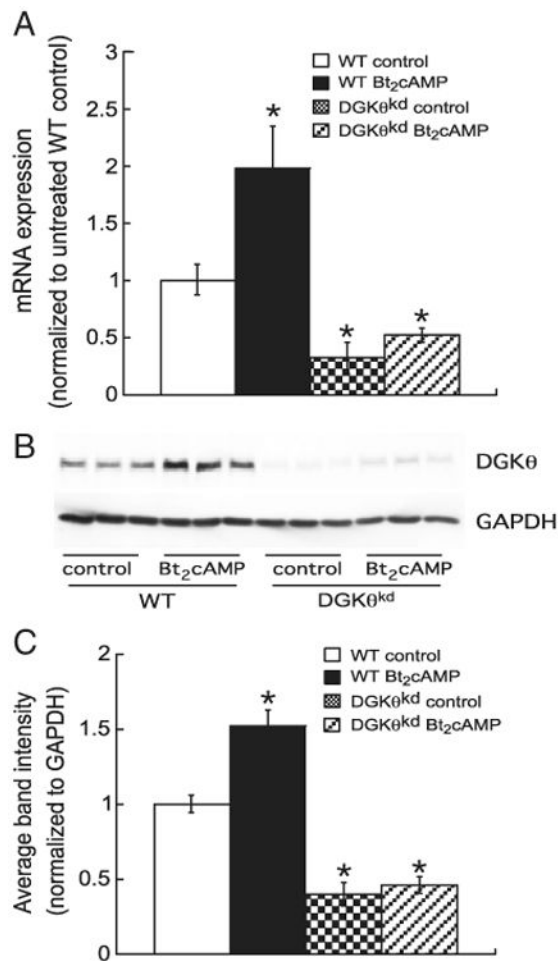 A
mRNA expression
(normalized to untreated WT control)
3
2.5
2
1.5
1
0.5
0
WT control
WT Bt₂cAMP
DGKθᵏᵈ control
DGKθᵏᵈ Bt₂cAMP
*
*
*
B
DGKθ
GAPDH
control Bt₂cAMP control Bt₂cAMP
WT DGKθᵏᵈ
C
Average band intensity
(normalized to GAPDH)
2
1.5
1
0.5
0
WT control
WT Bt₂cAMP
DGKθᵏᵈ control
DGKθᵏᵈ Bt₂cAMP
*
*
*